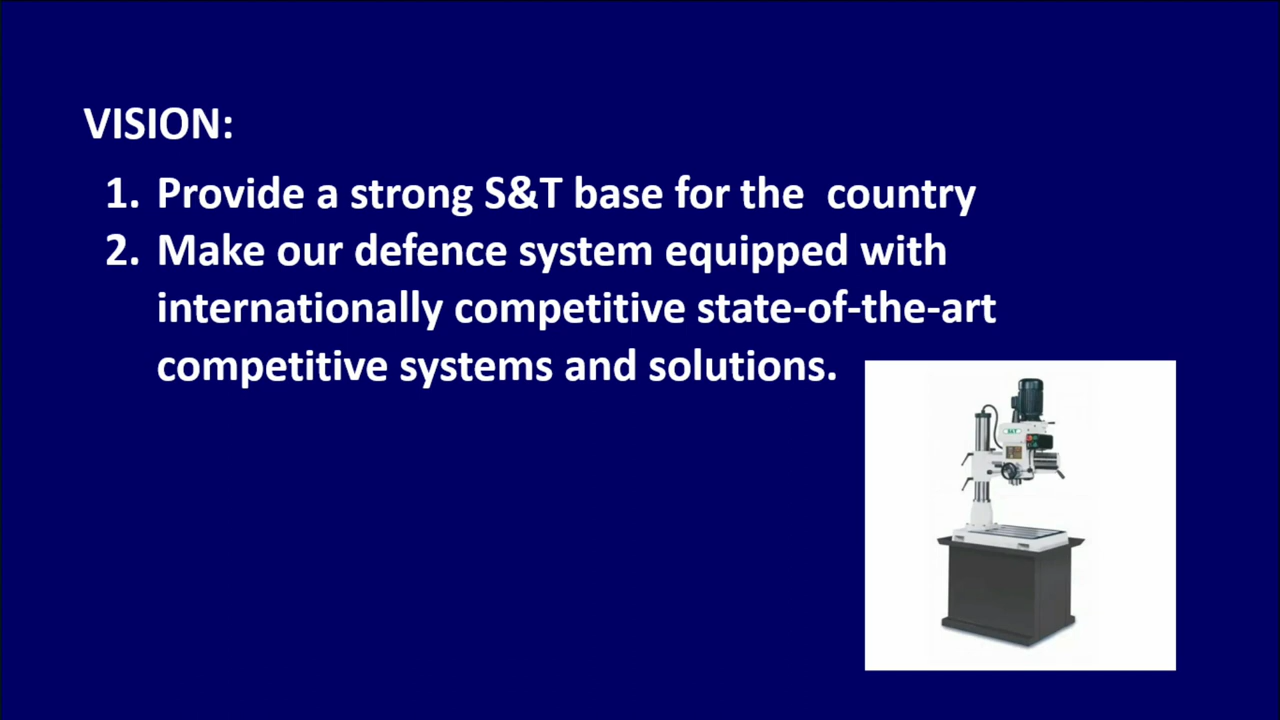 VISION:
1. Provide a strong S&T base for the  country
2. Make our defence system equipped with
internationally competitive state-of-the-art
competitive systems and solutions.
S&T